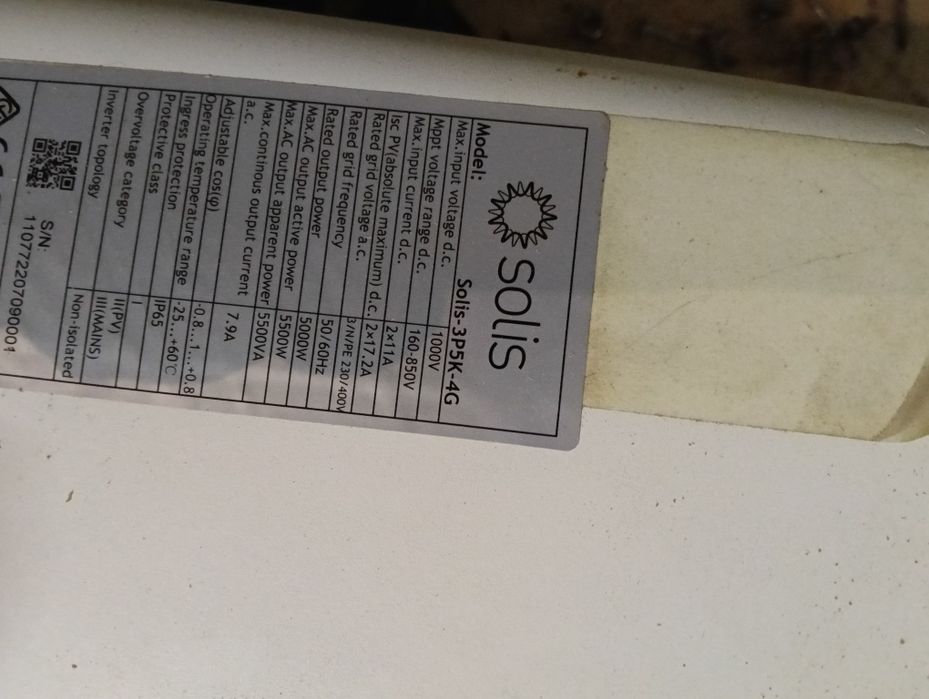 solis
Model: Solis-3P5K-4G
Max.input voltage d.c. 1000V
Mppt voltage range d.c. 160-850V
Max.input current d.c. 2×11A
Isc PV(absolute maximum) d.c. 2×17.2A
Rated grid voltage a.c. 3/N/PE 230/400V
Rated grid frequency 50/60Hz
Rated output power 5000W
Max.AC output active power 5500W
Max.AC output apparent power 5500VA
Max.continous output current a.c. 7.9A
Adjustable cos(φ) -0.8...1...+0.8
Operating temperature range -25...+60℃
Ingress protection IP65
Protective class I
Overvoltage category II(PV) III(MAINS)
Inverter topology Non-isolated
S/N:
110772207090001